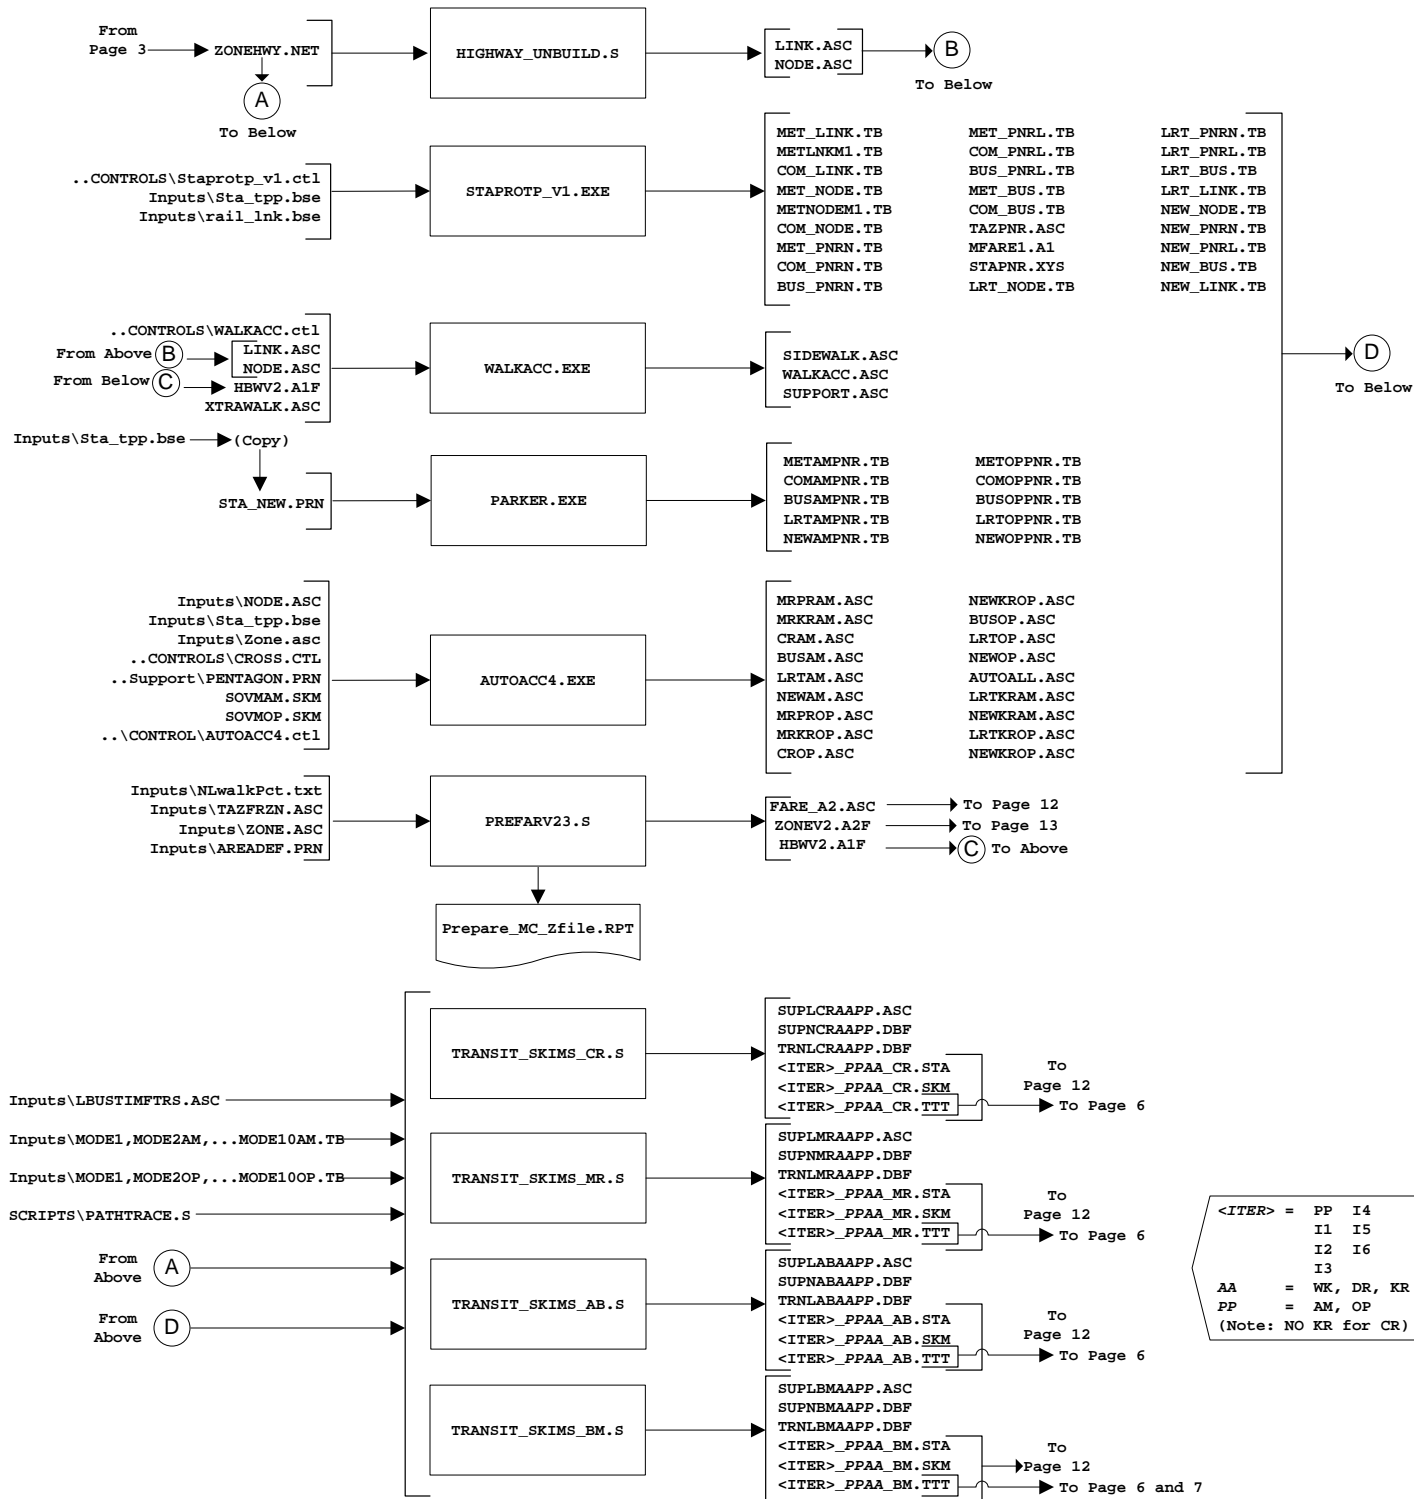 From
Page 3
ZONEHWY.NET
A
To Below
HIGHWAY_UNBUILD.S
LINK.ASC
NODE.ASC
B
To Below
..CONTROLS\Staprotp_v1.ctl
Inputs\Sta_tpp.bse
Inputs\rail_lnk.bse
STAPROTP_V1.EXE
MET_LINK.TB
METLNKM1.TB
COM_LINK.TB
MET_NODE.TB
METNODEM1.TB
COM_NODE.TB
MET_PNRN.TB
COM_PNRN.TB
BUS_PNRN.TB
MET_PNRL.TB
COM_PNRL.TB
BUS_PNRL.TB
MET_BUS.TB
COM_BUS.TB
TAZPNR.ASC
MFARE1.A1
STAPNR.XYS
LRT_NODE.TB
LRT_PNRN.TB
LRT_PNRL.TB
LRT_BUS.TB
LRT_LINK.TB
NEW_NODE.TB
NEW_PNRN.TB
NEW_PNRL.TB
NEW_BUS.TB
NEW_LINK.TB
D
To Below
..CONTROLS\WALKACC.ctl
From Above B
LINK.ASC
NODE.ASC
From Below C
HBWV2.A1F
XTRAWALK.ASC
WALKACC.EXE
SIDEWALK.ASC
WALKACC.ASC
SUPPORT.ASC
Inputs\Sta_tpp.bse
(Copy)
STA_NEW.PRN
PARKER.EXE
METAMPNR.TB
COMAMPNR.TB
BUSAMPNR.TB
LRTAMPNR.TB
NEWAMPNR.TB
METOPPNR.TB
COMOPPNR.TB
BUSOPPNR.TB
LRTOPPNR.TB
NEWOPPNR.TB
Inputs\NODE.ASC
Inputs\Sta_tpp.bse
Inputs\Zone.asc
..CONTROLS\CROSS.CTL
..Support\PENTAGON.PRN
SOVMAM.SKM
SOVMOP.SKM
..\CONTROL\AUTOACC4.ctl
AUTOACC4.EXE
MRPRAM.ASC
MRKRAM.ASC
CRAM.ASC
BUSAM.ASC
LRTAM.ASC
NEWAM.ASC
MRPROP.ASC
MRKROP.ASC
CROP.ASC
NEWKROP.ASC
BUSOP.ASC
LRTOP.ASC
NEWOP.ASC
AUTOALL.ASC
LRTKRAM.ASC
NEWKRAM.ASC
LRTKROP.ASC
NEWKROP.ASC
Inputs\NLwalkPct.txt
Inputs\TAZFRZN.ASC
Inputs\ZONE.ASC
Inputs\AREADEF.PRN
PREFARV23.S
FARE_A2.ASC
To Page 12
ZONEV2.A2F
To Page 13
HBWV2.A1F
C To Above
Prepare_MC_Zfile.RPT
Inputs\LBUSTIMFTRS.ASC
Inputs\MODE1,MODE2AM,...MODE10AM.TB
Inputs\MODE1,MODE2OP,...MODE10OP.TB
SCRIPTS\PATHTRACE.S
From
Above
A
From
Above
D
TRANSIT_SKIMS_CR.S
SUPLCRAAPP.ASC
SUPNCRAAPP.DBF
TRNLCRAAPP.DBF
<ITER>_PPAA_CR.STA
<ITER>_PPAA_CR.SKM
<ITER>_PPAA_CR.TTT
To
Page 12
To Page 6
TRANSIT_SKIMS_MR.S
SUPLMRAAPP.ASC
SUPNMRAAPP.DBF
TRNLMRAAPP.DBF
<ITER>_PPAA_MR.STA
<ITER>_PPAA_MR.SKM
<ITER>_PPAA_MR.TTT
To
Page 12
To Page 6
TRANSIT_SKIMS_AB.S
SUPLABAAPP.ASC
SUPNABAAPP.DBF
TRNLABAAPP.DBF
<ITER>_PPAA_AB.STA
<ITER>_PPAA_AB.SKM
<ITER>_PPAA_AB.TTT
To
Page 12
To Page 6
TRANSIT_SKIMS_BM.S
SUPLBMAAPP.ASC
SUPNBMAAPP.DBF
TRNLBMAAPP.DBF
<ITER>_PPAA_BM.STA
<ITER>_PPAA_BM.SKM
<ITER>_PPAA_BM.TTT
To
Page 12
To Page 6 and 7
<ITER> = PP I4
I1 I5
I2 I6
I3
AA = WK, DR, KR
PP = AM, OP
(Note: NO KR for CR)